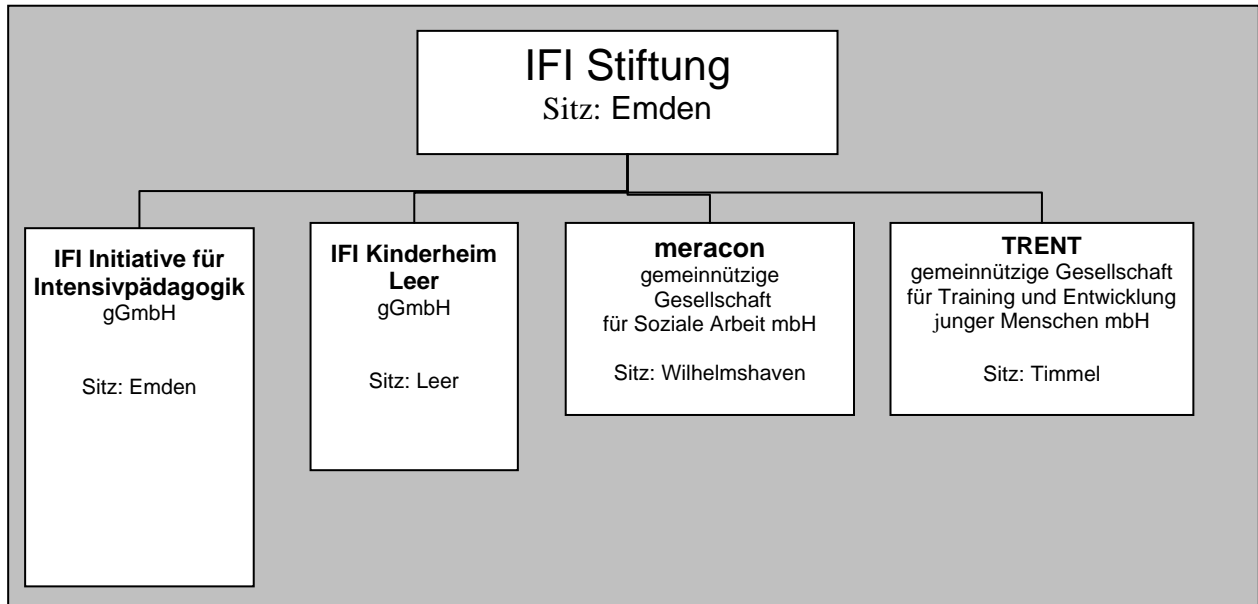 IFI Stiftung
Sitz: Emden
IFI Initiative für
Intensivpädagogik
gGmbH
Sitz: Emden
IFI Kinderheim
Leer
gGmbH
Sitz: Leer
meracon
gemeinnützige
Gesellschaft
für Soziale Arbeit mbH
Sitz: Wilhelmshaven
TRENT
gemeinnützige Gesellschaft
für Training und Entwicklung
junger Menschen mbH
Sitz: Timmel